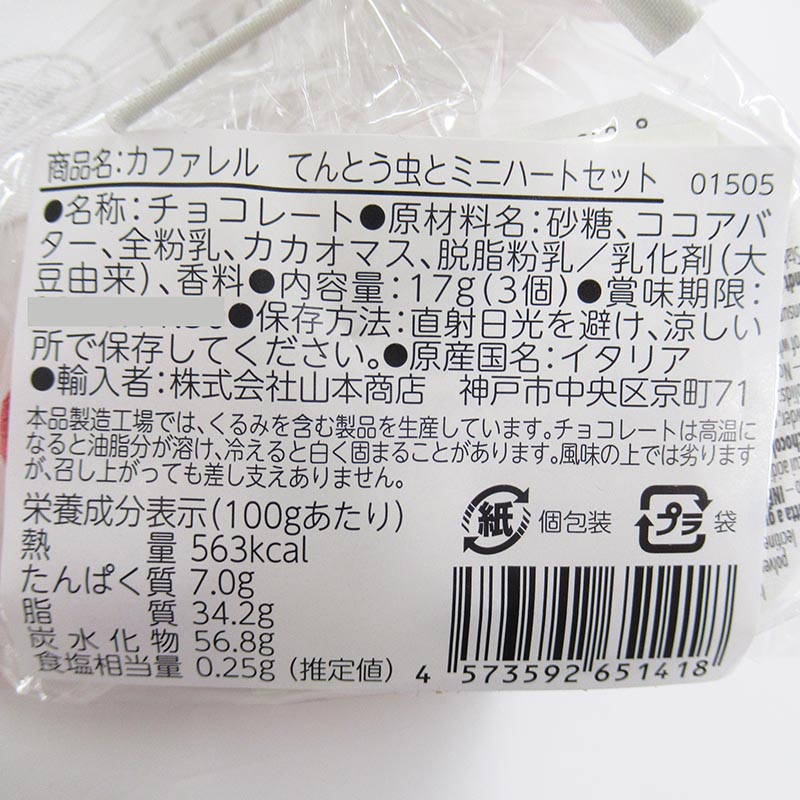 商品名:カファレル　てんとう虫とミニハートセット 01505
●名称:チョコレート●原材料名:砂糖、ココアバ
ター、全粉乳、カカオマス、脱脂粉乳／乳化剤(大
豆由来)、香料●内容量:17g(3個)●賞味期限:
●保存方法:直射日光を避け、涼しい
所で保存してください。●原産国名:イタリア
●輸入者:株式会社山本商店　神戸市中央区京町71
本品製造工場では、くるみを含む製品を生産しています。チョコレートは高温に
なると油脂分が溶け、冷えると白く固まることがあります。風味の上では劣ります
が、召し上がっても差し支えありません。
栄養成分表示(100gあたり)
熱　　量 563kcal
たんぱく質 7.0g
脂　　質 34.2g
炭水化物 56.8g
食塩相当量 0.25g (推定値)
紙 個包装
プラ 袋
4 573592 651418